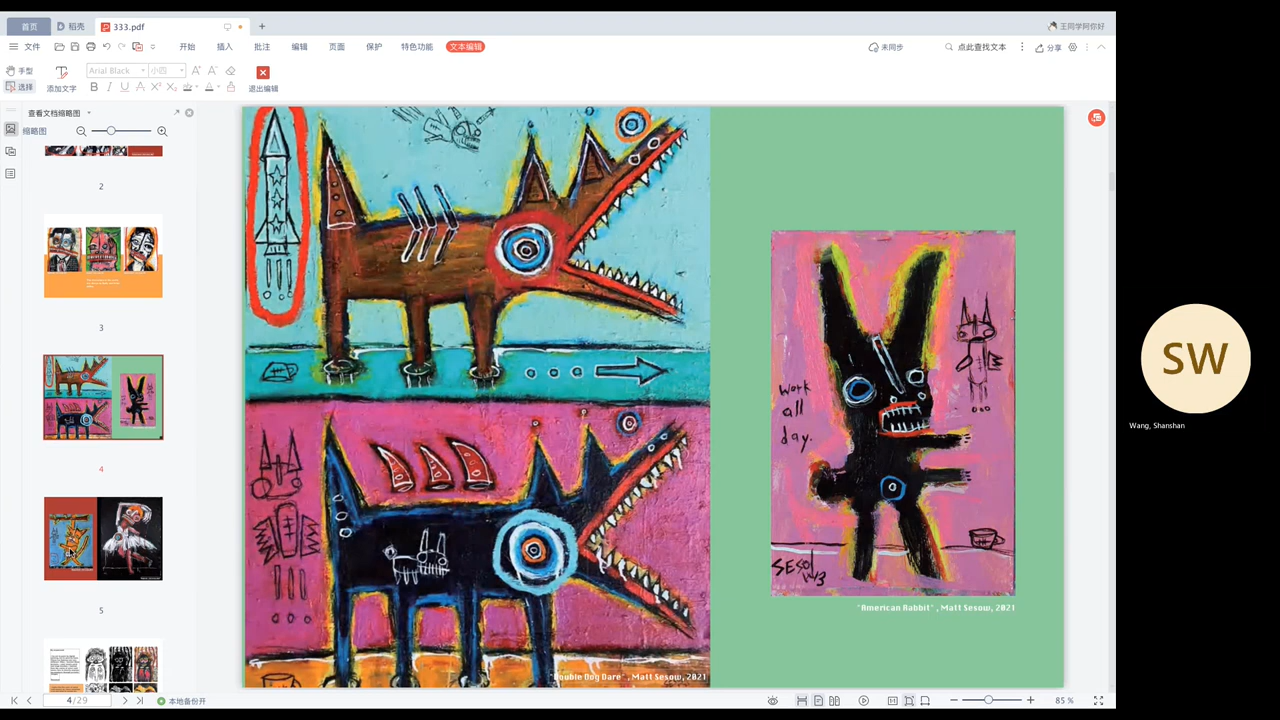 首页
稻壳
333.pdf
王同学阿你好
文件
开始
插入
批注
编辑
页面
保护
特色功能
文本编辑
未同步
点此查找文本
分享
手型
选择
添加文字
Arial Black
小四
退出编辑
查看文档缩略图
缩略图
2
3
4
5
work
all
day.
SESOW
"Double Dog Dare" , Matt Sesow, 2021
"American Rabbit" , Matt Sesow, 2021
SW
Wang, Shanshan
4/29
本地备份开
85 %